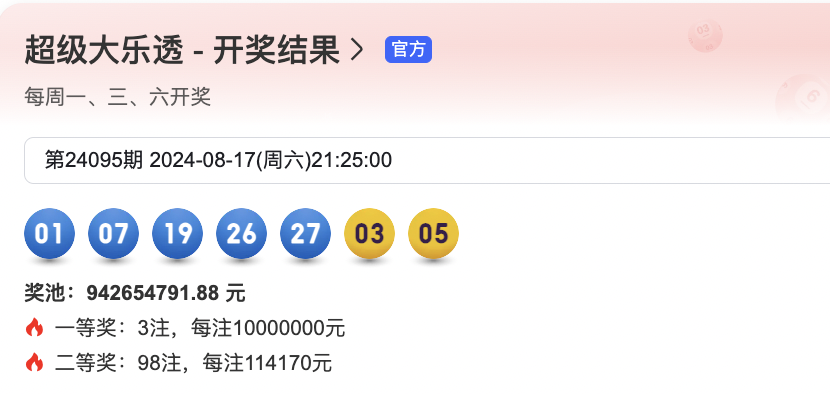 超级大乐透 - 开奖结果 > 官方
每周一、三、六开奖
第24095期 2024-08-17(周六)21:25:00
01 07 19 26 27 03 05
奖池：942654791.88 元
一等奖：3注，每注10000000元
二等奖：98注，每注114170元